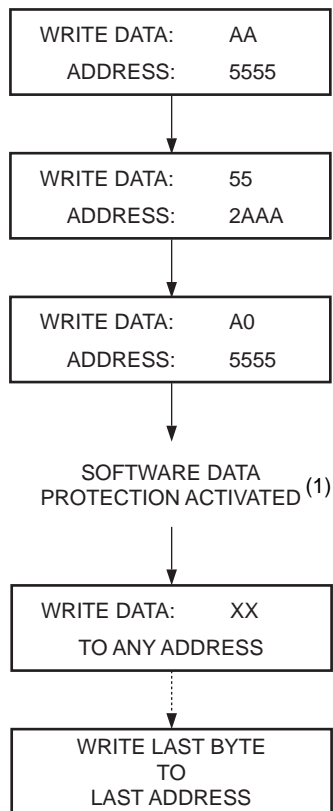 WRITE DATA: AA
ADDRESS: 5555
WRITE DATA: 55
ADDRESS: 2AAA
WRITE DATA: A0
ADDRESS: 5555
SOFTWARE DATA
PROTECTION ACTIVATED (1)
WRITE DATA: XX
TO ANY ADDRESS
WRITE LAST BYTE
TO
LAST ADDRESS